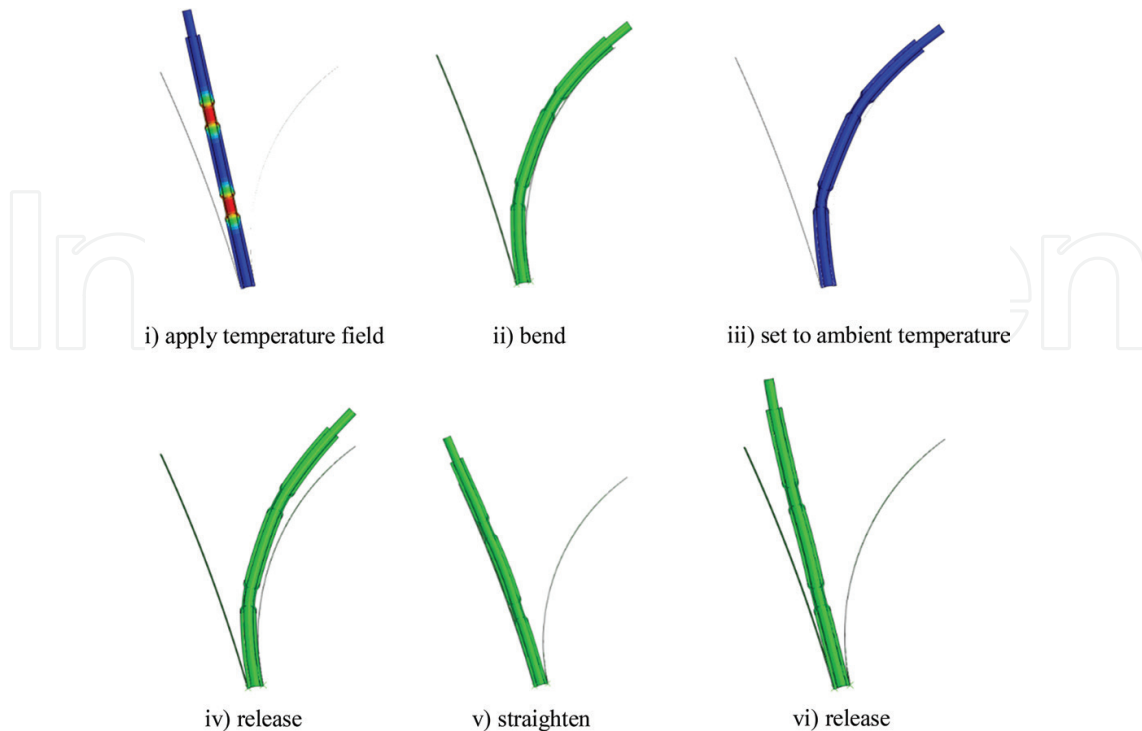 i) apply temperature field
ii) bend
iii) set to ambient temperature
iv) release
v) straighten
vi) release